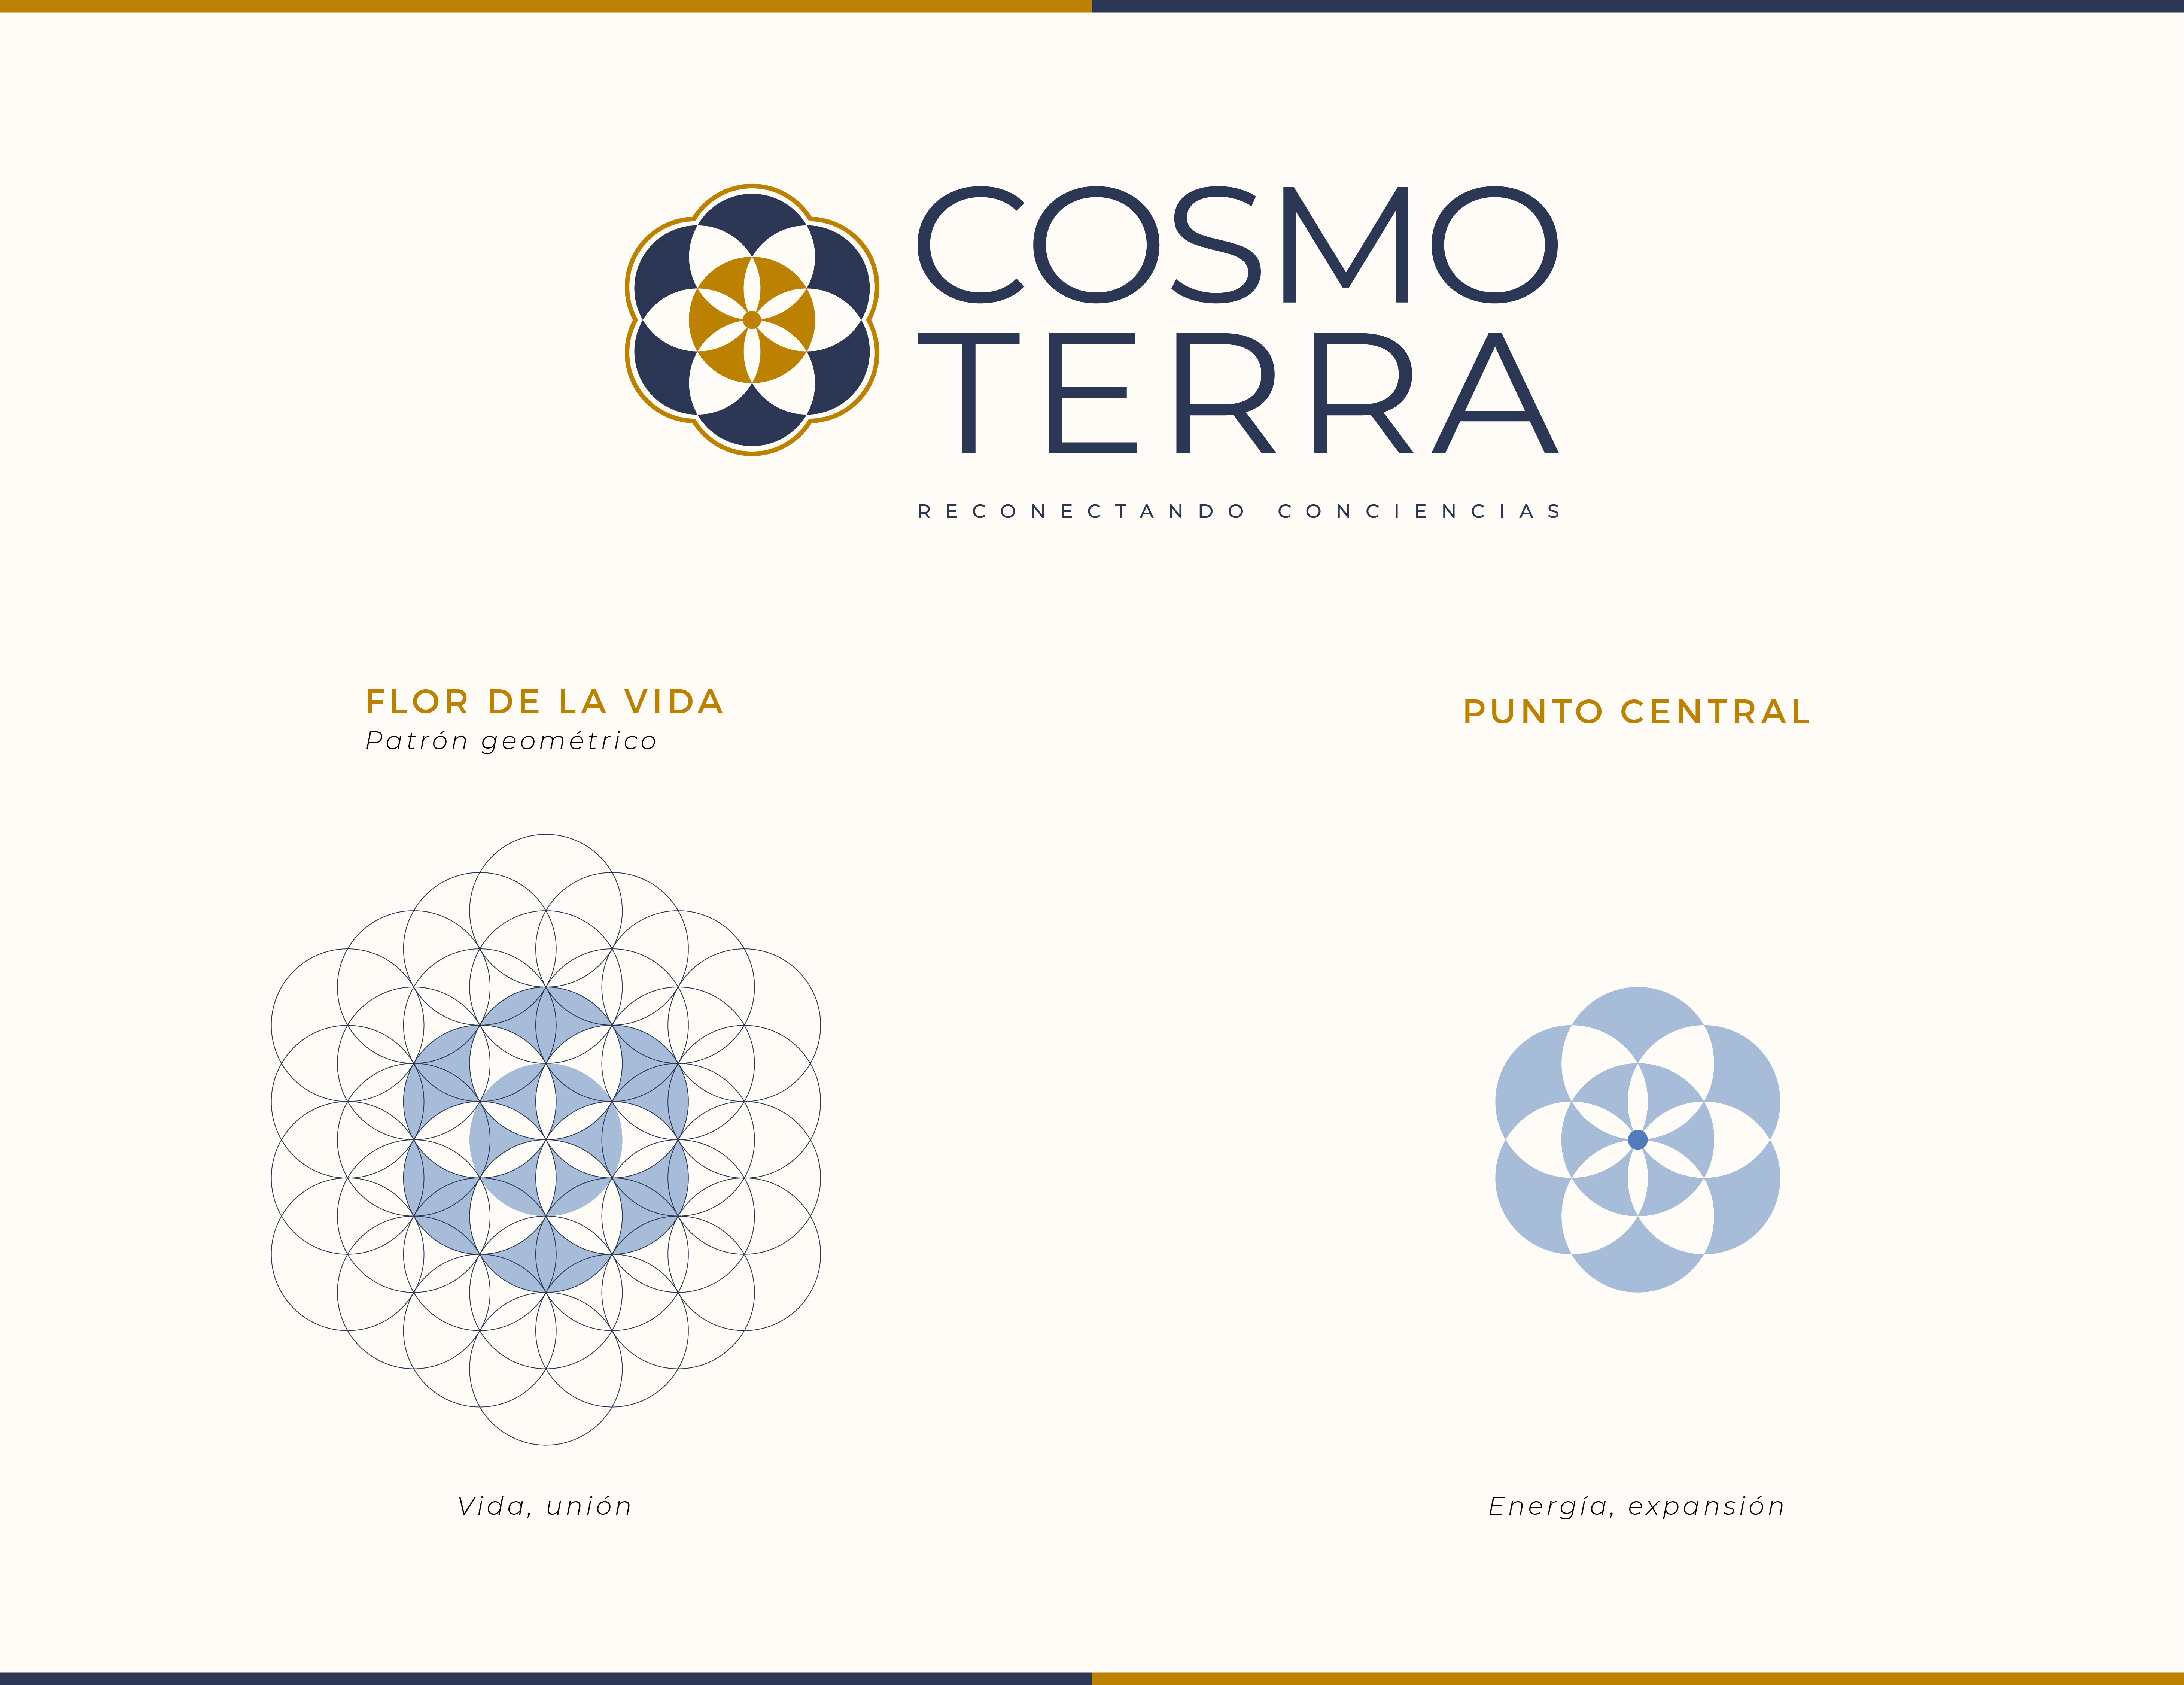 COSMO
TERRA
RECONECTANDO CONCIENCIAS
FLOR DE LA VIDA
Patrón geométrico
PUNTO CENTRAL
Vida, unión
Energía, expansión